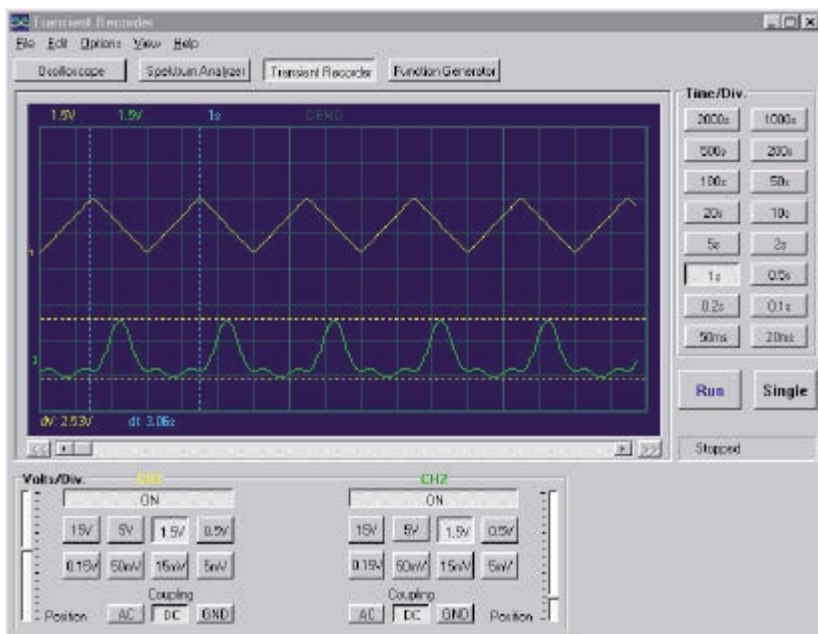 Transient Recorder
File Edit Options View Help
Oscilloscope Spektrum Analyzer Transient Recorder Function Generator
1.5V 1.5V 1s DEMO
1
2
dV: 2.53V dt: 3.06s
<< >>
Time/Div.
2000s 1000s
500s 200s
100s 50s
20s 10s
5s 2s
1s 0.5s
0.2s 0.1s
50ms 20ms
Run Single
Stopped
Volts/Div. CH1 CH2
ON ON
15V 5V 1.5V 0.5V 15V 5V 1.5V 0.5V
0.15V 50mV 15mV 5mV 0.15V 50mV 15mV 5mV
Coupling Coupling
Position AC DC GND AC DC GND Position